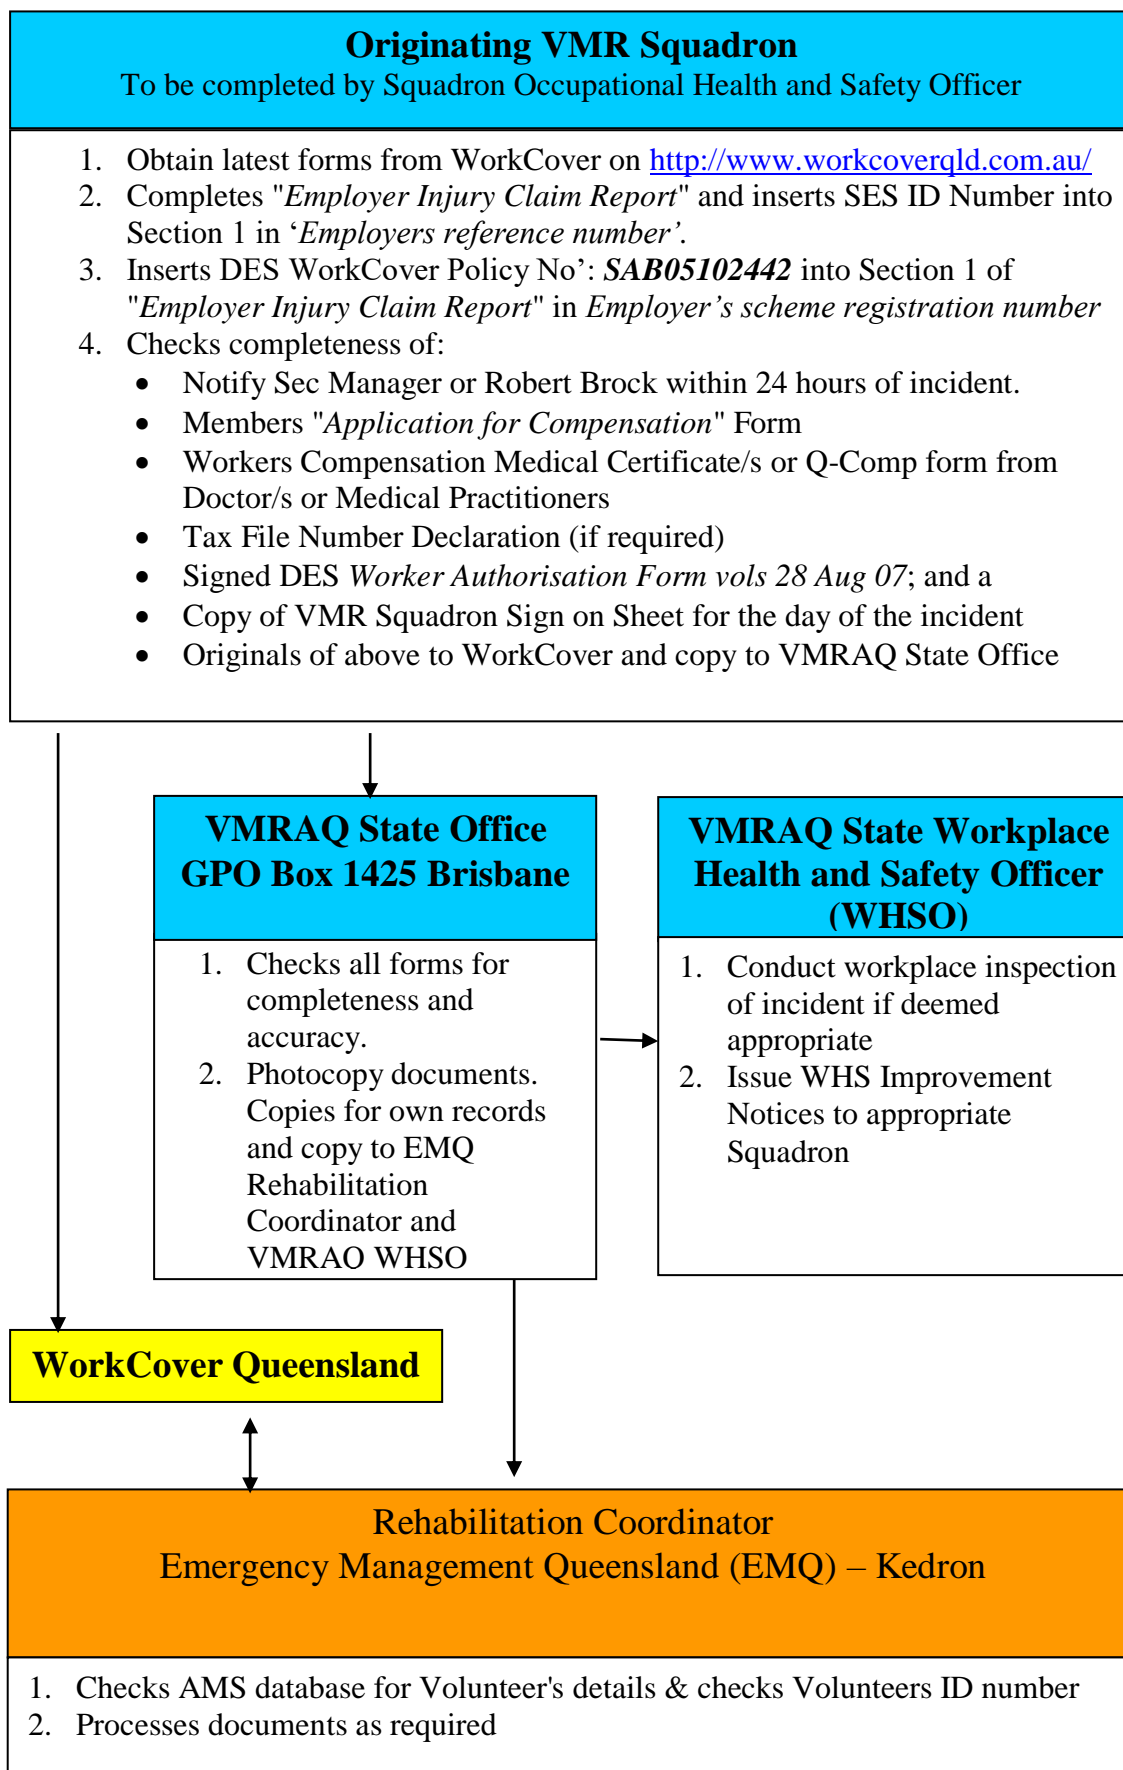 Originating VMR Squadron
To be completed by Squadron Occupational Health and Safety Officer
1. Obtain latest forms from WorkCover on http://www.workcoverqld.com.au/
2. Completes "Employer Injury Claim Report" and inserts SES ID Number into
Section 1 in ‘Employers reference number’.
3. Inserts DES WorkCover Policy No’: SAB05102442 into Section 1 of
"Employer Injury Claim Report" in Employer’s scheme registration number
4. Checks completeness of:
• Notify Sec Manager or Robert Brock within 24 hours of incident.
• Members "Application for Compensation" Form
• Workers Compensation Medical Certificate/s or Q-Comp form from
Doctor/s or Medical Practitioners
• Tax File Number Declaration (if required)
• Signed DES Worker Authorisation Form vols 28 Aug 07; and a
• Copy of VMR Squadron Sign on Sheet for the day of the incident
• Originals of above to WorkCover and copy to VMRAQ State Office
VMRAQ State Office
GPO Box 1425 Brisbane
1. Checks all forms for
completeness and
accuracy.
2. Photocopy documents.
Copies for own records
and copy to EMQ
Rehabilitation
Coordinator and
VMRAQ WHSO
VMRAQ State Workplace
Health and Safety Officer
(WHSO)
1. Conduct workplace inspection
of incident if deemed
appropriate
2. Issue WHS Improvement
Notices to appropriate
Squadron
WorkCover Queensland
Rehabilitation Coordinator
Emergency Management Queensland (EMQ) – Kedron
1. Checks AMS database for Volunteer's details & checks Volunteers ID number
2. Processes documents as required